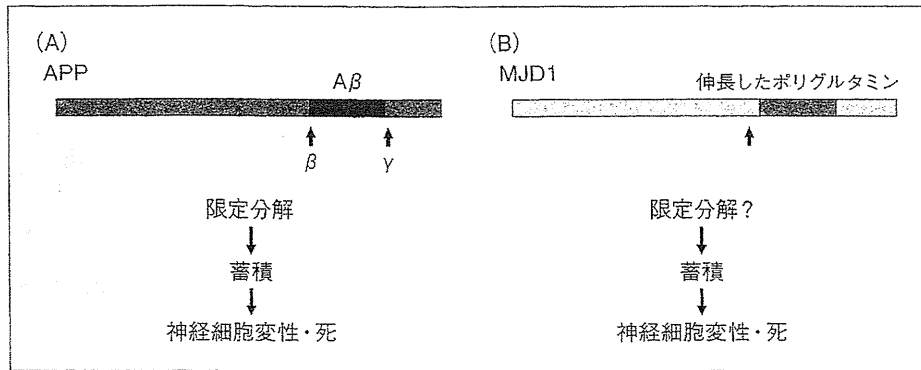 (A)
APP
Aβ
β γ
限定分解
蓄積
神経細胞変性・死
(B)
MJD1
伸長したポリグルタミン
限定分解?
蓄積
神経細胞変性・死